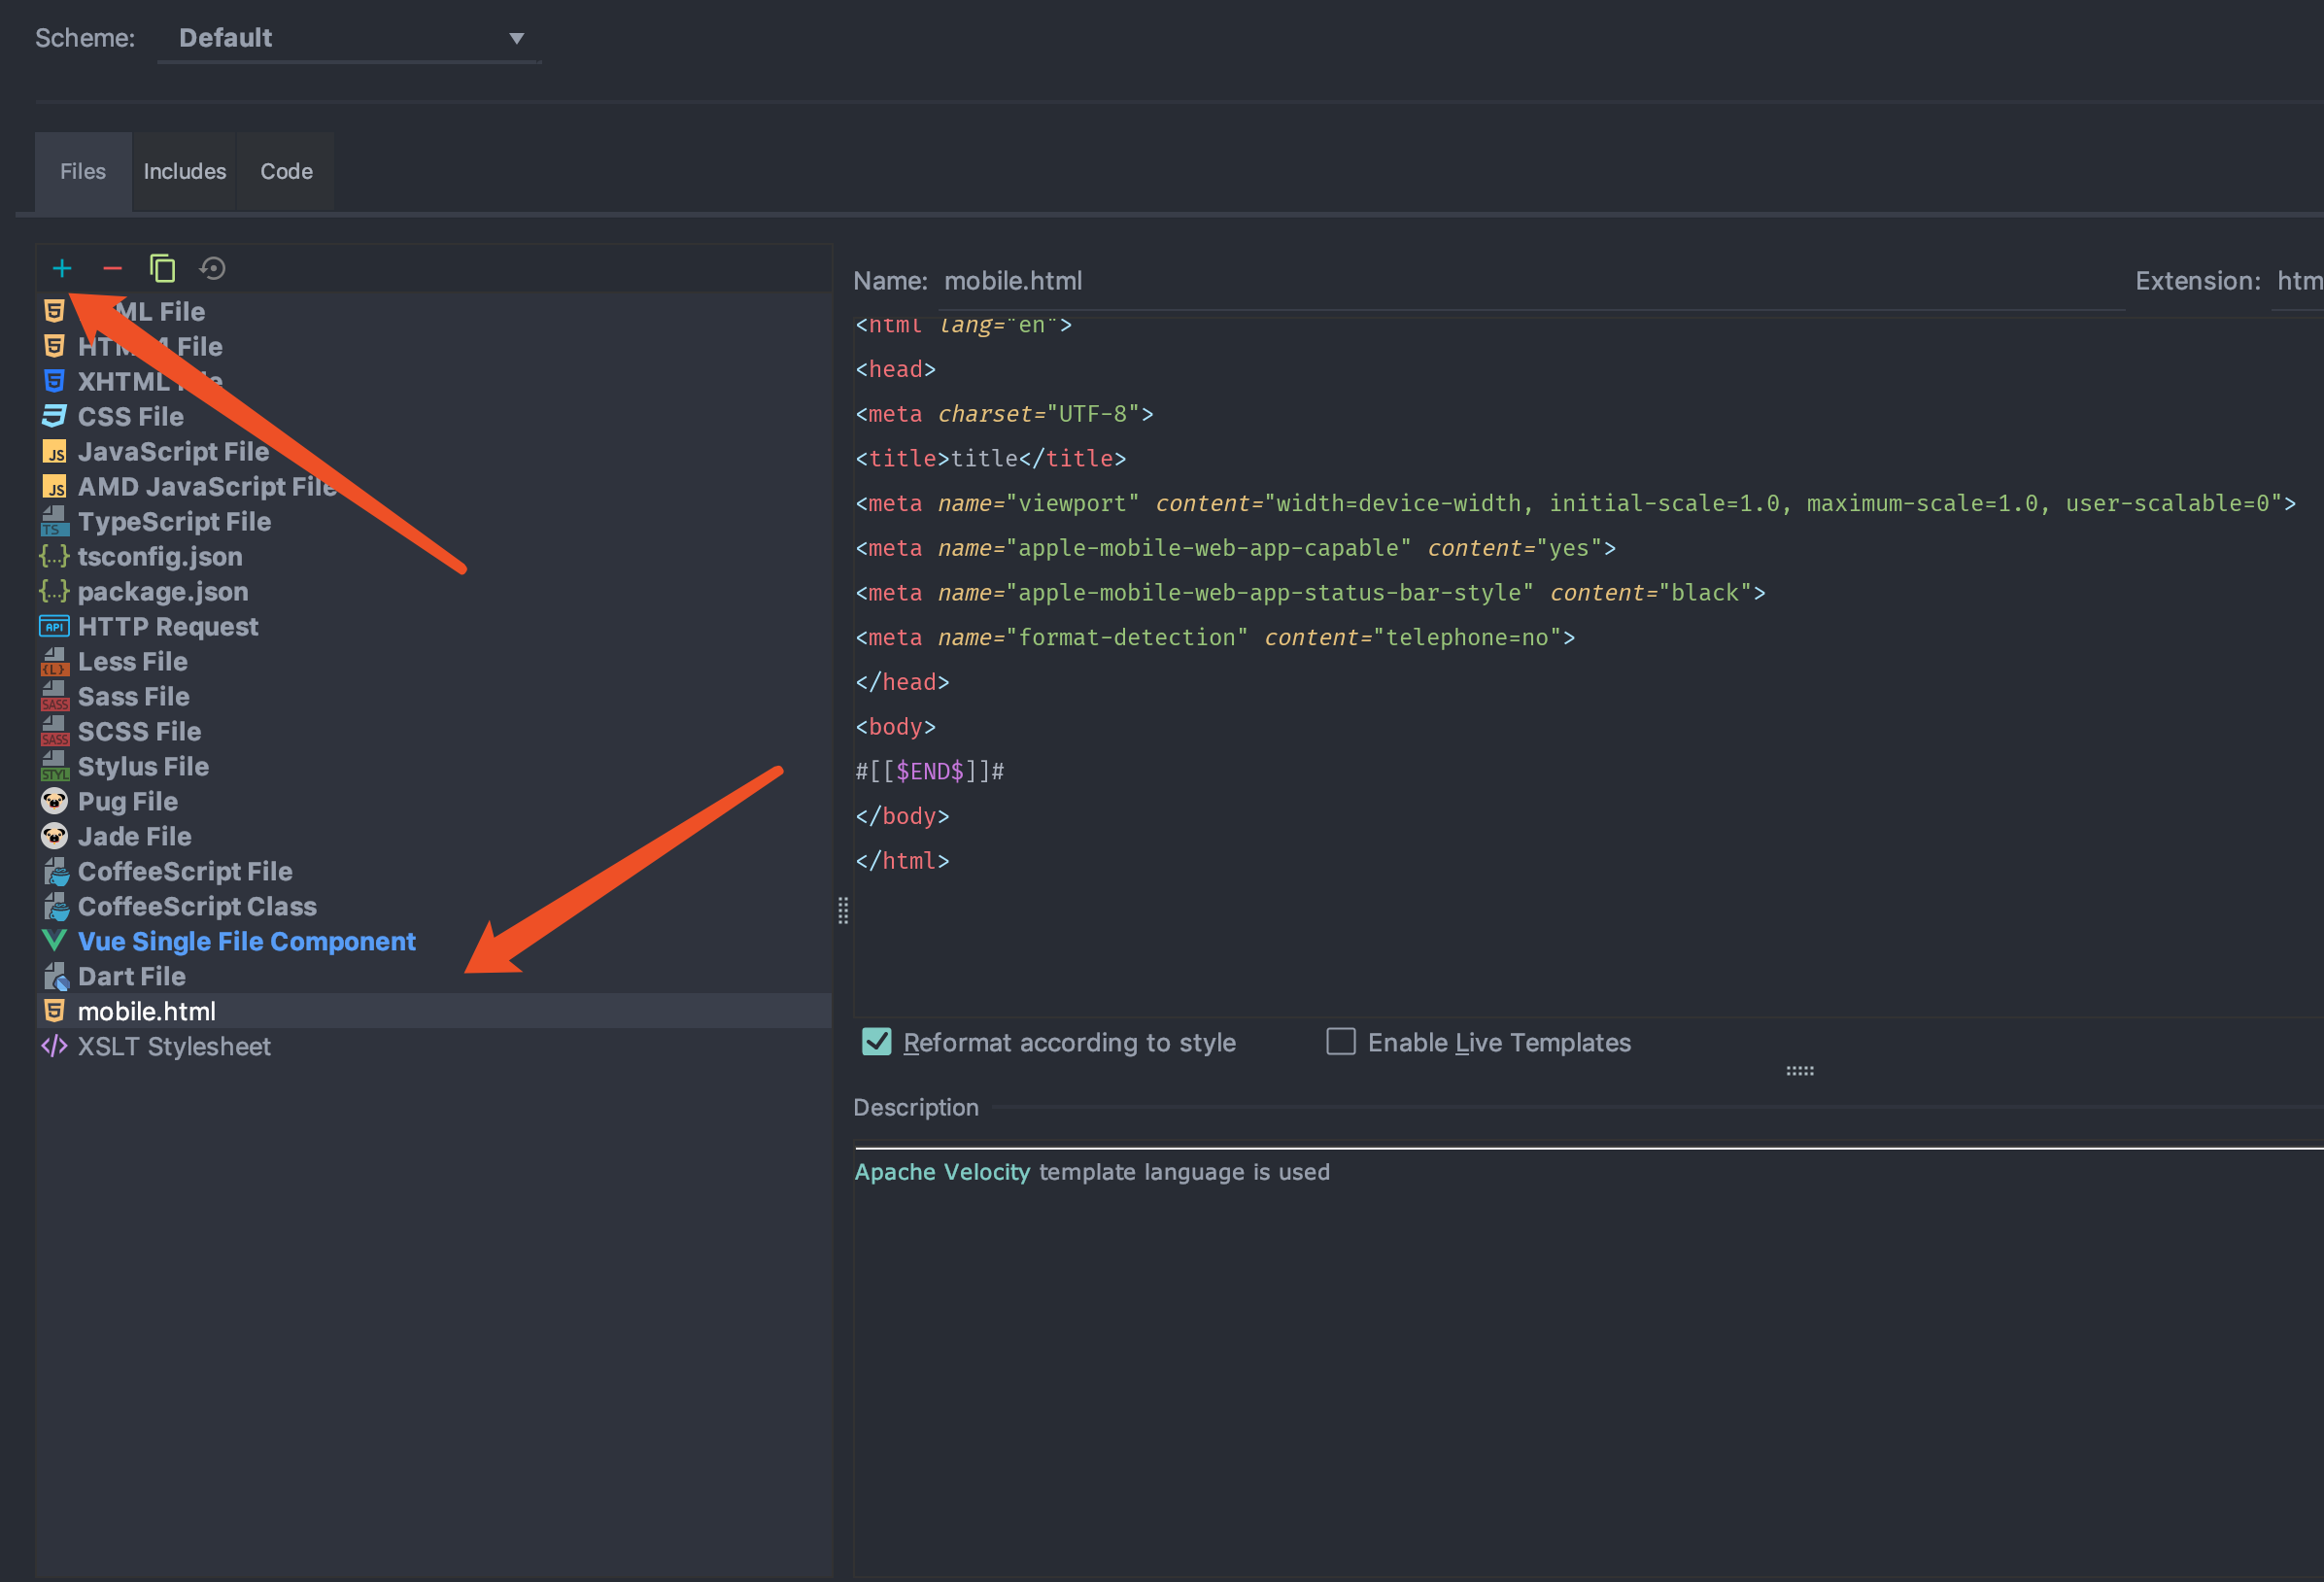 Scheme: Default
Files Includes Code
ML File
File
XHTML
CSS File
JavaScript File
AMD JavaScript File
TypeScript File
tsconfig.json
package.json
HTTP Request
Less File
Sass File
SCSS File
Stylus File
Pug File
Jade File
CoffeeScript File
CoffeeScript Class
Vue Single File Component
Dart File
mobile.html
XSLT Stylesheet
Name: mobile.html Extension: htm
<html lang="en">
<head>
<meta charset="UTF-8">
<title>title</title>
<meta name="viewport" content="width=device-width, initial-scale=1.0, maximum-scale=1.0, user-scalable=0">
<meta name="apple-mobile-web-app-capable" content="yes">
<meta name="apple-mobile-web-app-status-bar-style" content="black">
<meta name="format-detection" content="telephone=no">
</head>
<body>
#[[$END$]]#
</body>
</html>
Reformat according to style Enable Live Templates
Description
Apache Velocity template language is used